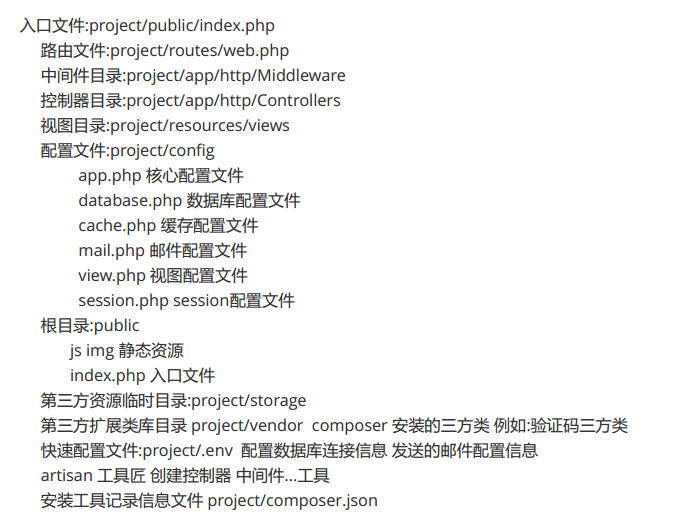 入口文件:project/public/index.php
路由文件:project/routes/web.php
中间件目录:project/app/http/Middleware
控制器目录:project/app/http/Controllers
视图目录:project/resources/views
配置文件:project/config
app.php 核心配置文件
database.php 数据库配置文件
cache.php 缓存配置文件
mail.php 邮件配置文件
view.php 视图配置文件
session.php session配置文件
根目录:public
js img 静态资源
index.php 入口文件
第三方资源临时目录:project/storage
第三方扩展类库目录 project/vendor  composer 安装的三方类 例如:验证码三方类
快速配置文件:project/.env  配置数据库连接信息 发送的邮件配置信息
artisan 工具匠 创建控制器 中间件...工具
安装工具记录信息文件 project/composer.json